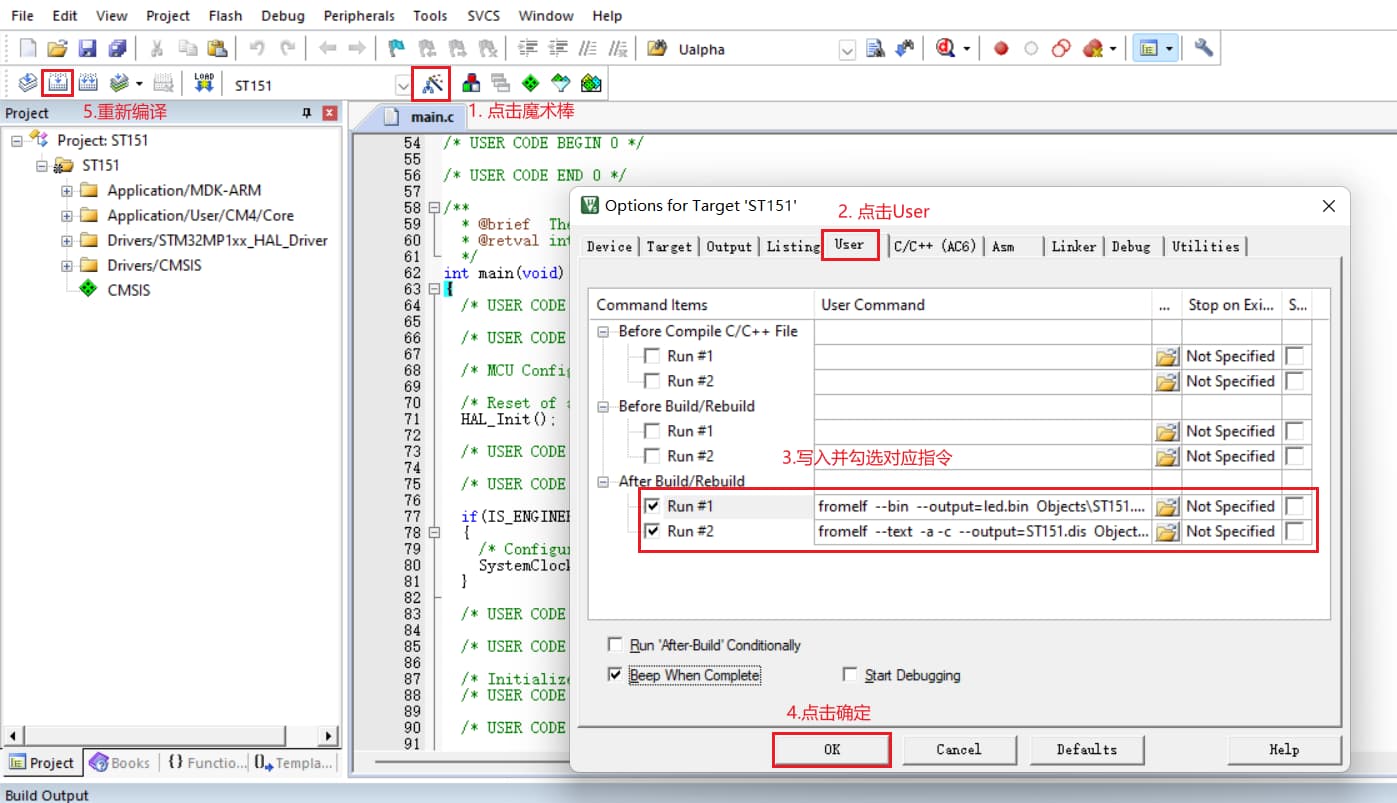 File Edit View Project Flash Debug Peripherals Tools SVCS Window Help
Ualpha
LOAD ST151
Project 5.重新编译
main.c 1. 点击魔术棒
Project: ST151
ST151
Application/MDK-ARM
Application/User/CM4/Core
Drivers/STM32MP1xx_HAL_Driver
Drivers/CMSIS
CMSIS
54 /* USER CODE BEGIN 0 */
55
56 /* USER CODE END 0 */
57
58 /**
59 * @brief The
60 * @retval int
61 */
62 int main(void)
63 {
64 /* USER CODE
65
66 /* USER CODE
67
68 /* MCU Config
69
70 /* Reset of a
71 HAL_Init();
72
73 /* USER CODE
74
75 /* USER CODE
76
77 if(IS_ENGINEE
78 {
79 /* Configur
80 SystemClock
81 }
82
83 /* USER CODE
84
85 /* USER CODE
86
87 /* Initialize
88 /* USER CODE
89
90 /* USER CODE
91
Options for Target 'ST151'
2. 点击User
Device Target Output Listing User C/C++ (AC6) Asm Linker Debug Utilities
Command Items User Command ... Stop on Exi... S...
Before Compile C/C++ File
Run #1 Not Specified
Run #2 Not Specified
Before Build/Rebuild
Run #1 Not Specified
Run #2 Not Specified
3.写入并勾选对应指令
After Build/Rebuild
Run #1 fromelf --bin --output=led.bin Objects\ST151.... Not Specified
Run #2 fromelf --text -a -c --output=ST151.dis Object... Not Specified
Run 'After-Build' Conditionally
Beep When Complete Start Debugging
4.点击确定
OK Cancel Defaults Help
Project Books {} Functio... Templa...
Build Output